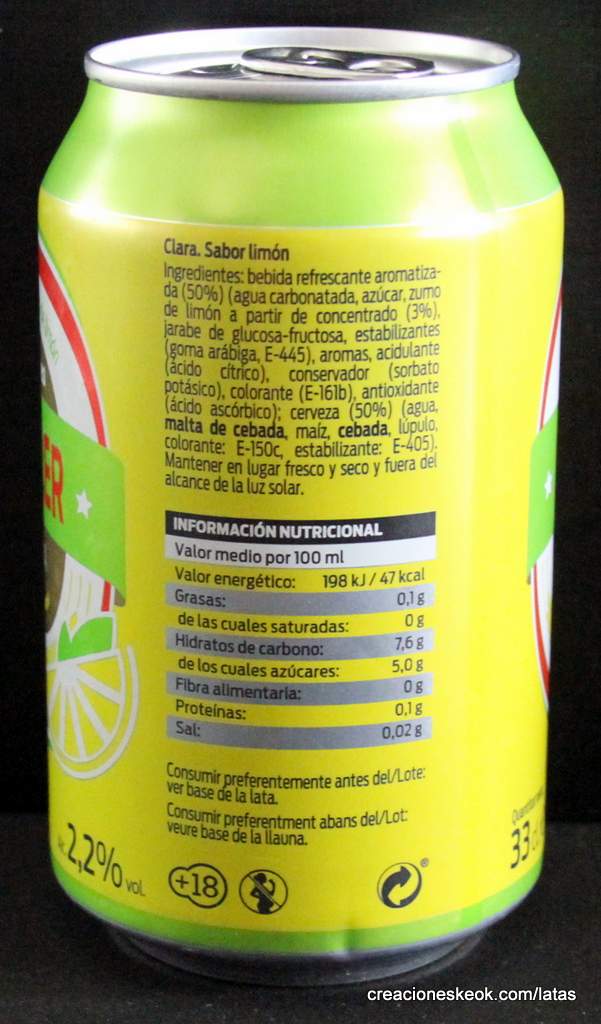 Clara. Sabor limón
Ingredientes: bebida refrescante aromatiza-
da (50%) (agua carbonatada, azúcar, zumo
de limón a partir de concentrado (3%),
jarabe de glucosa-fructosa, estabilizantes
(goma arábiga, E-445), aromas, acidulante
(ácido cítrico), conservador (sorbato
potásico), colorante (E-161b), antioxidante
(ácido ascórbico); cerveza (50%) (agua,
malta de cebada, maíz, cebada, lúpulo,
colorante: E-150c, estabilizante: E-405).
Mantener en lugar fresco y seco y fuera del
alcance de la luz solar.
INFORMACIÓN NUTRICIONAL
Valor medio por 100 ml
Valor energético: 198 kJ / 47 kcal
Grasas: 0,1 g
de las cuales saturadas: 0 g
Hidratos de carbono: 7,6 g
de los cuales azúcares: 5,0 g
Fibra alimentaria: 0 g
Proteínas: 0,1 g
Sal: 0,02 g
Consumir preferentemente antes del/Lote:
ver base de la lata.
Consumir preferentment abans del/Lot:
veure base de la llauna.
2,2% vol.
+18
®
33
ER
creacioneskeok.com/latas